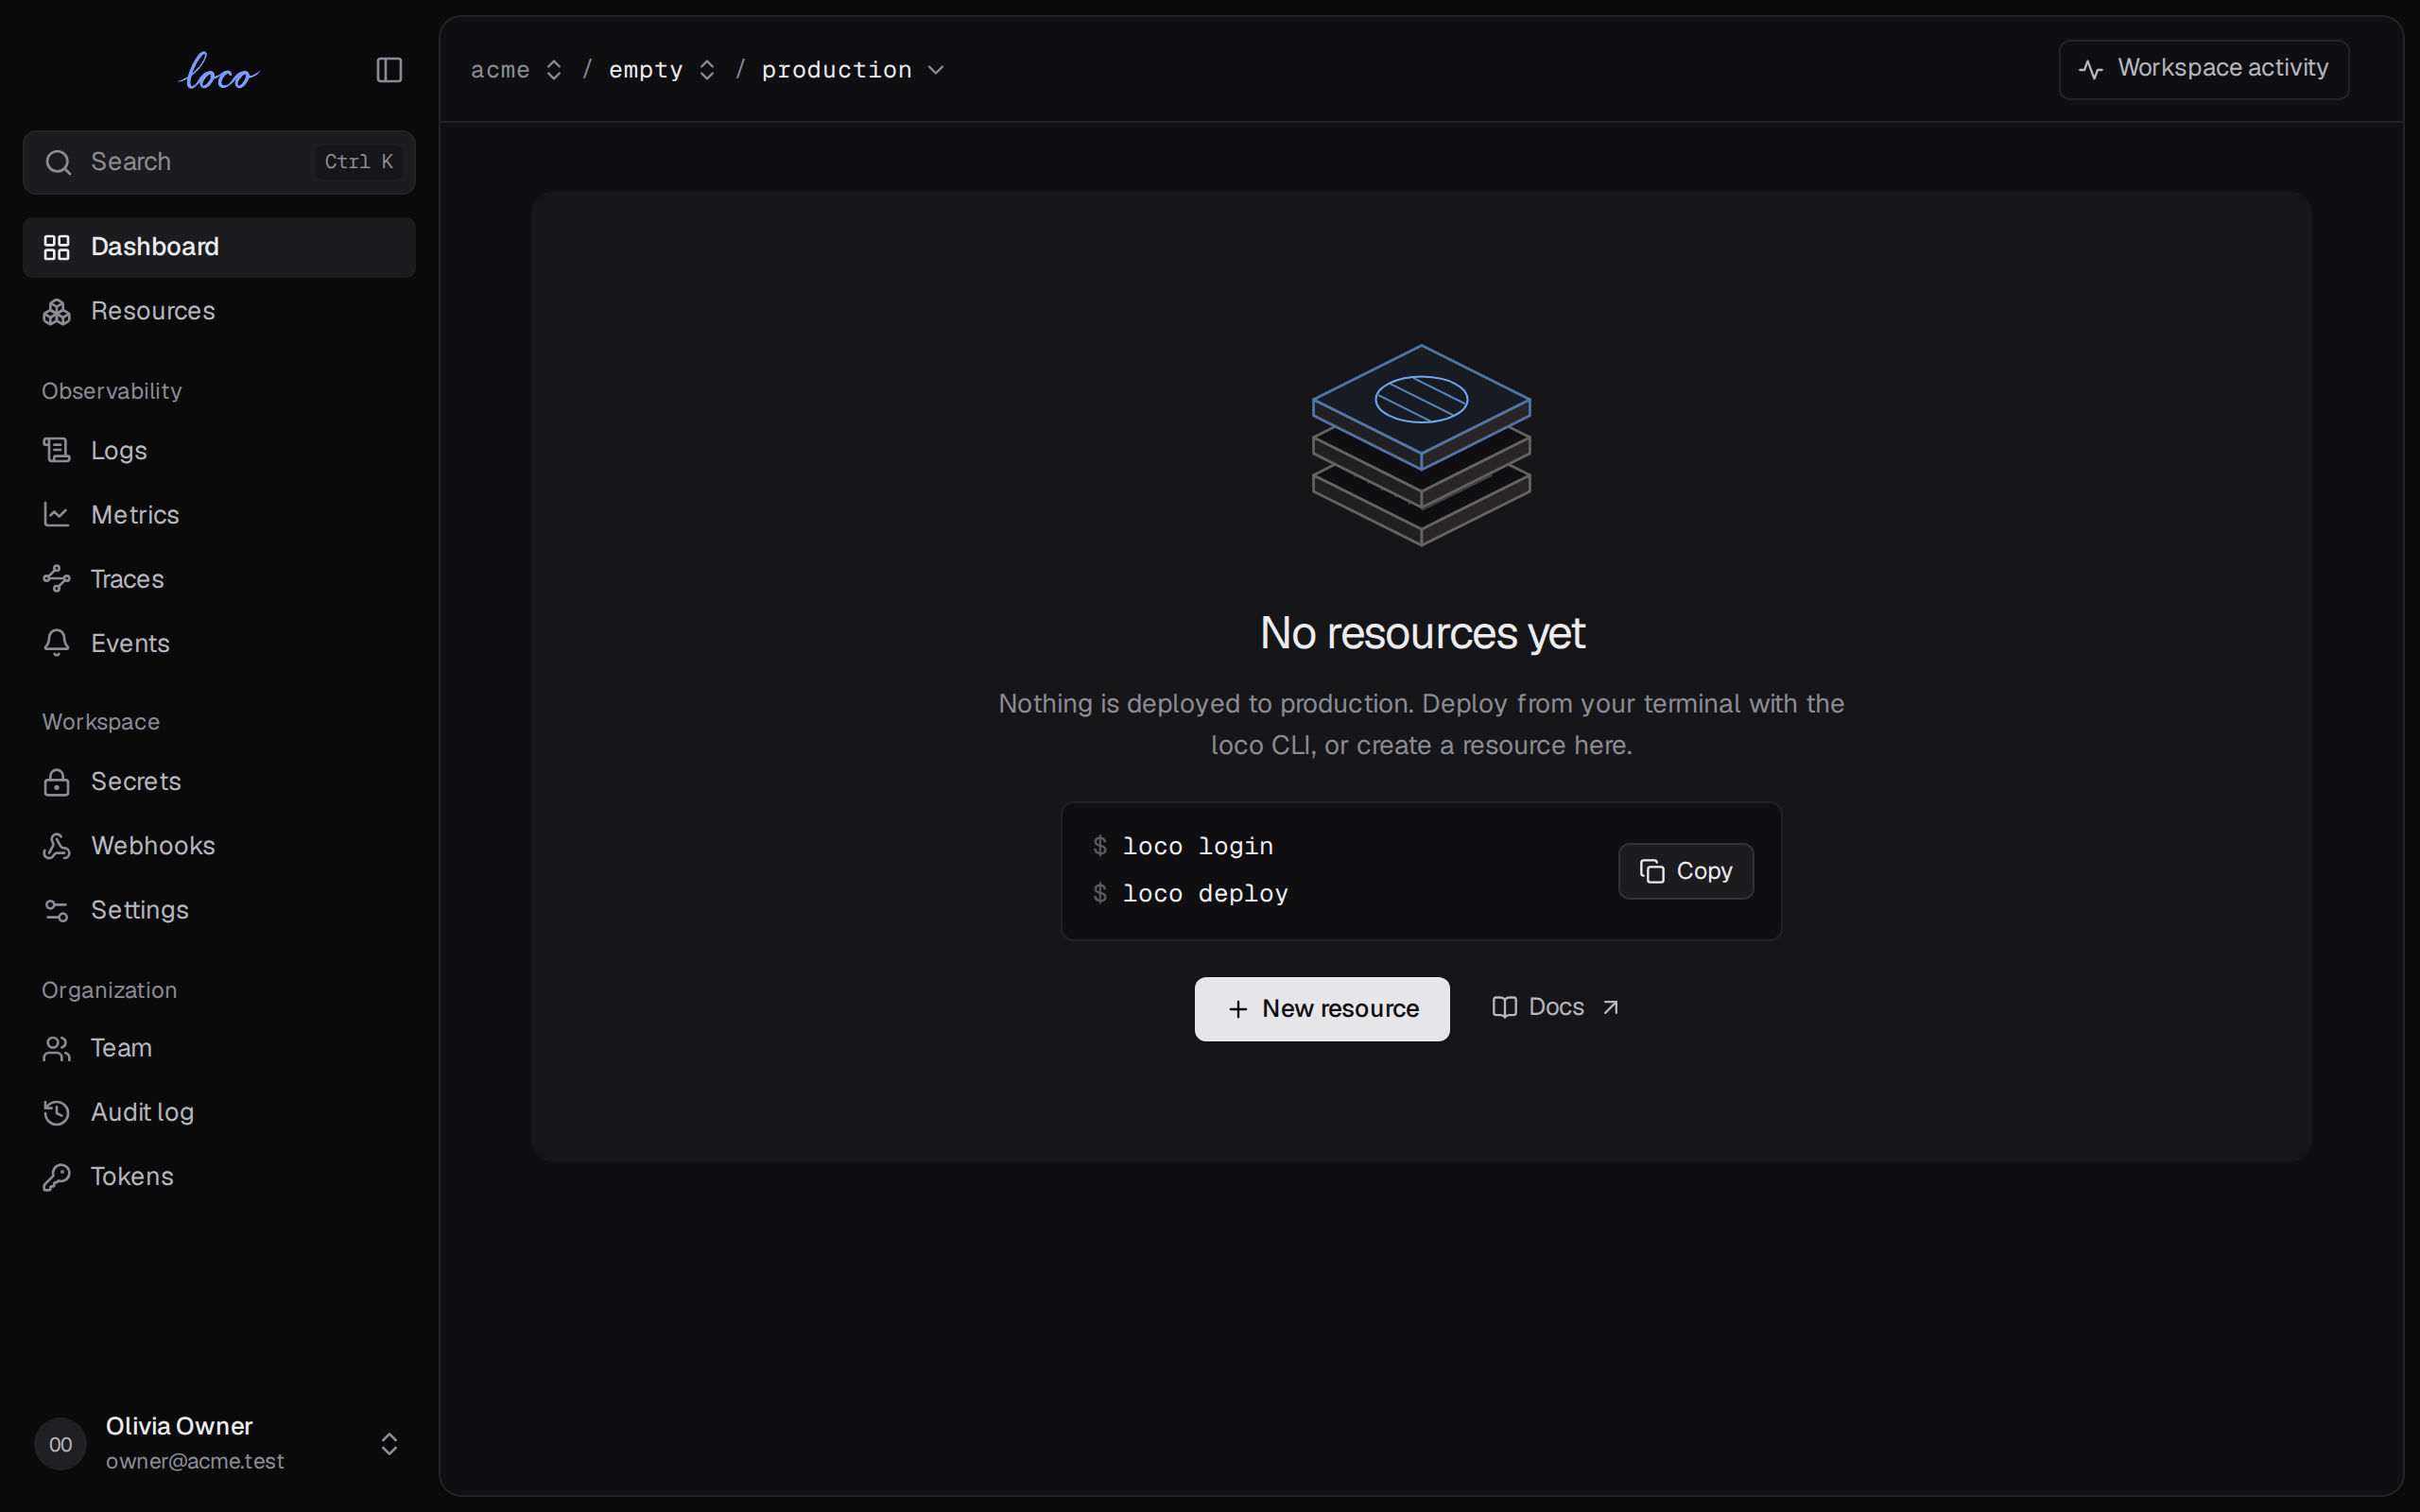 loco
Search
Ctrl K
Dashboard
Resources
Observability
Logs
Metrics
Traces
Events
Workspace
Secrets
Webhooks
Settings
Organization
Team
Audit log
Tokens
OO
Olivia Owner
owner@acme.test
acme / empty / production
Workspace activity
No resources yet
Nothing is deployed to production. Deploy from your terminal with the
loco CLI, or create a resource here.
$ loco login
$ loco deploy
Copy
New resource
Docs